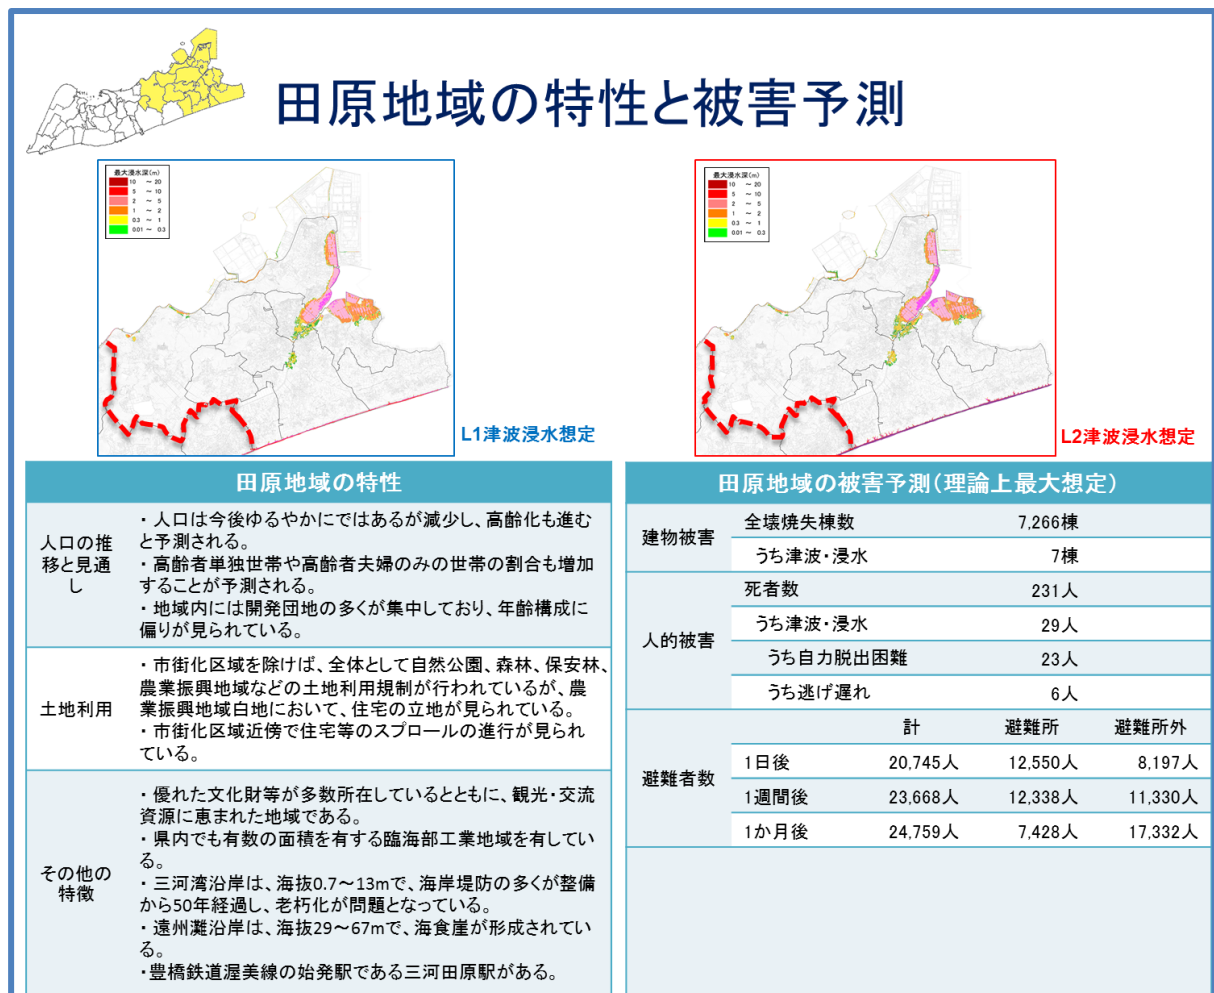 田原地域の特性と被害予測
最大浸水深(m)
10 ～ 20
5 ～ 10
2 ～ 5
1 ～ 2
0.3 ～ 1
0.01 ～ 0.3
L1津波浸水想定
最大浸水深(m)
10 ～ 20
5 ～ 10
2 ～ 5
1 ～ 2
0.3 ～ 1
0.01 ～ 0.3
L2津波浸水想定
田原地域の特性
人口の推
移と見通
し
・ 人口は今後ゆるやかにではあるが減少し、高齢化も進む
と予測される。
・ 高齢者単独世帯や高齢者夫婦のみの世帯の割合も増加
することが予測される。
・ 地域内には開発団地の多くが集中しており、年齢構成に
偏りが見られている。
土地利用
・ 市街化区域を除けば、全体として自然公園、森林、保安林、
農業振興地域などの土地利用規制が行われているが、農
業振興地域白地において、住宅の立地が見られている。
・ 市街化区域近傍で住宅等のスプロールの進行が見られ
ている。
その他の
特徴
・ 優れた文化財等が多数所在しているとともに、観光・交流
資源に恵まれた地域である。
・ 県内でも有数の面積を有する臨海部工業地域を有してい
る。
・ 三河湾沿岸は、海抜0.7～13mで、海岸堤防の多くが整備
から50年経過し、老朽化が問題となっている。
・ 遠州灘沿岸は、海抜29～67mで、海食崖が形成されてい
る。
・豊橋鉄道渥美線の始発駅である三河田原駅がある。
田原地域の被害予測（理論上最大想定）
建物被害
全壊焼失棟数 7,266棟
うち津波・浸水 7棟
人的被害
死者数 231人
うち津波・浸水 29人
うち自力脱出困難 23人
うち逃げ遅れ 6人
避難者数
計 避難所 避難所外
1日後 20,745人 12,550人 8,197人
1週間後 23,668人 12,338人 11,330人
1か月後 24,759人 7,428人 17,332人